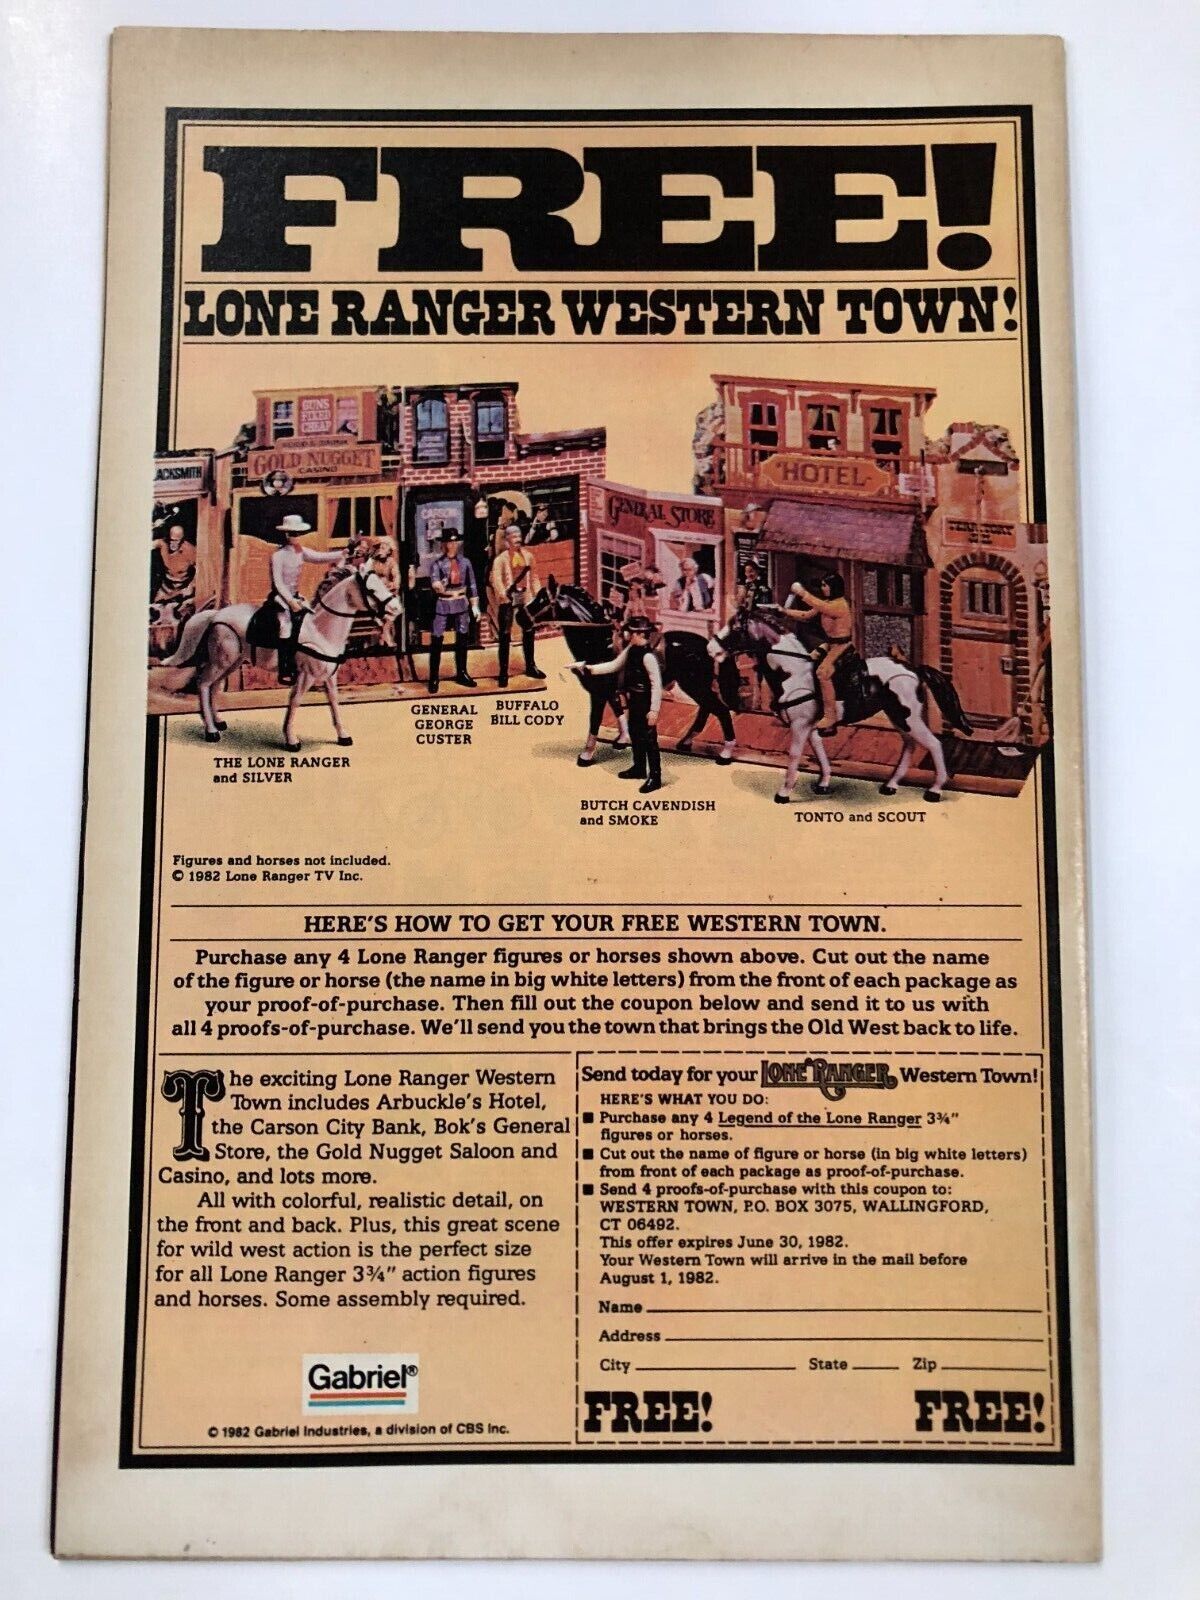 FREE!
LONE RANGER WESTERN TOWN!
GUNS
FIXED
CHEAP
GOLD NUGGET
CASINO
ACKSMITH
CARSON
HOTEL
GENERAL STORE
TERRITORY
THE LONE RANGER
and SILVER
GENERAL
GEORGE
CUSTER
BUFFALO
BILL CODY
BUTCH CAVENDISH
and SMOKE
TONTO and SCOUT
Figures and horses not included.
© 1982 Lone Ranger TV Inc.
HERE'S HOW TO GET YOUR FREE WESTERN TOWN.
Purchase any 4 Lone Ranger figures or horses shown above. Cut out the name
of the figure or horse (the name in big white letters) from the front of each package as
your proof-of-purchase. Then fill out the coupon below and send it to us with
all 4 proofs-of-purchase. We'll send you the town that brings the Old West back to life.
The exciting Lone Ranger Western
Town includes Arbuckle's Hotel,
the Carson City Bank, Bok's General
Store, the Gold Nugget Saloon and
Casino, and lots more.
All with colorful, realistic detail, on
the front and back. Plus, this great scene
for wild west action is the perfect size
for all Lone Ranger 3¾" action figures
and horses. Some assembly required.
Gabriel®
© 1982 Gabriel Industries, a division of CBS Inc.
Send today for your LONE RANGER Western Town!
HERE'S WHAT YOU DO:
■ Purchase any 4 Legend of the Lone Ranger 3¾"
figures or horses.
■ Cut out the name of figure or horse (in big white letters)
from front of each package as proof-of-purchase.
■ Send 4 proofs-of-purchase with this coupon to:
WESTERN TOWN, P.O. BOX 3075, WALLINGFORD,
CT 06492.
This offer expires June 30, 1982.
Your Western Town will arrive in the mail before
August 1, 1982.
Name
Address
City State Zip
FREE! FREE!